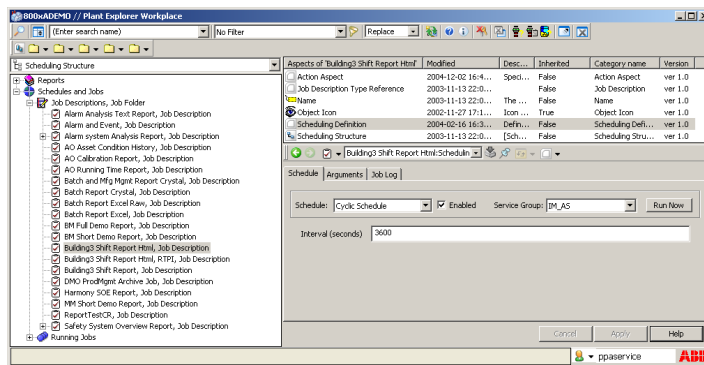 800xADEMO // Plant Explorer Workplace
(Enter search name) No Filter Replace
Scheduling Structure
Reports
Schedules and Jobs
Job Descriptions, Job Folder
Alarm Analysis Text Report, Job Description
Alarm and Event, Job Description
Alarm system Analysis, Job Description
AO Asset Condition History, Job Description
AO Calibration Report, Job Description
AO Running Time Report, Job Description
Batch and Mfg Mgmt Report Crystal, Job Description
Batch Report Crystal, Job Description
Batch Report Excel Raw, Job Description
Batch Report Excel, Job Description
BM Full Demo Report, Job Description
BM Short Demo Report, Job Description
Building3 Shift Report Html, Job Description
Building3 Shift Report Html, RTPI, Job Description
Building3 Shift Report, Job Description
DMO ProdMgmt Archive Job, Job Description
Harmony SOE Report, Job Description
MM Short Demo Report, Job Description
ReportTestCR, Job Description
Safety System Overview Report, Job Description
Running Jobs
Aspects of 'Building3 Shift Report Html' Modified Desc... Inherited Category name Version
Action Aspect 2004-12-02 16:4... Speci... False Action Aspect ver 1.0
Job Description Type Reference 2003-11-13 22:0... False Job Description ver 1.0
Name 2003-11-13 22:0... The ... False Name ver 1.0
Object Icon 2002-11-27 17:1... Icon ... True Object Icon ver 1.0
Scheduling Definition 2004-02-16 16:3... Defin... False Scheduling Defi... ver 1.0
Scheduling Structure 2003-11-13 22:0... [Sch... False Scheduling Stru... ver 1.0
Building3 Shift Report Html:Schedulin
Schedule Arguments Job Log
Schedule: Cyclic Schedule Enabled Service Group: IM_AS Run Now
Interval (seconds) 3600
Cancel Apply Help
ppaservice ABB